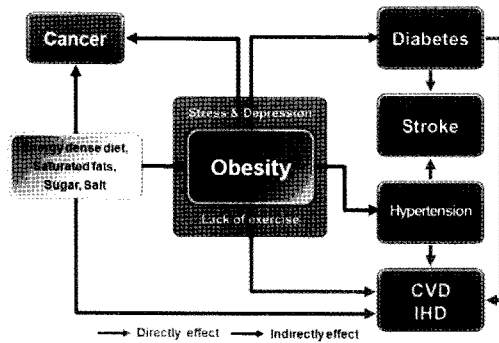 Cancer
Diabetes
Stress & Depression
Stroke
Energy dense diet,
Saturated fats,
Sugar, Salt
Obesity
Lack of exercise
Hypertension
CVD
IHD
Directly effect
Indirectly effect